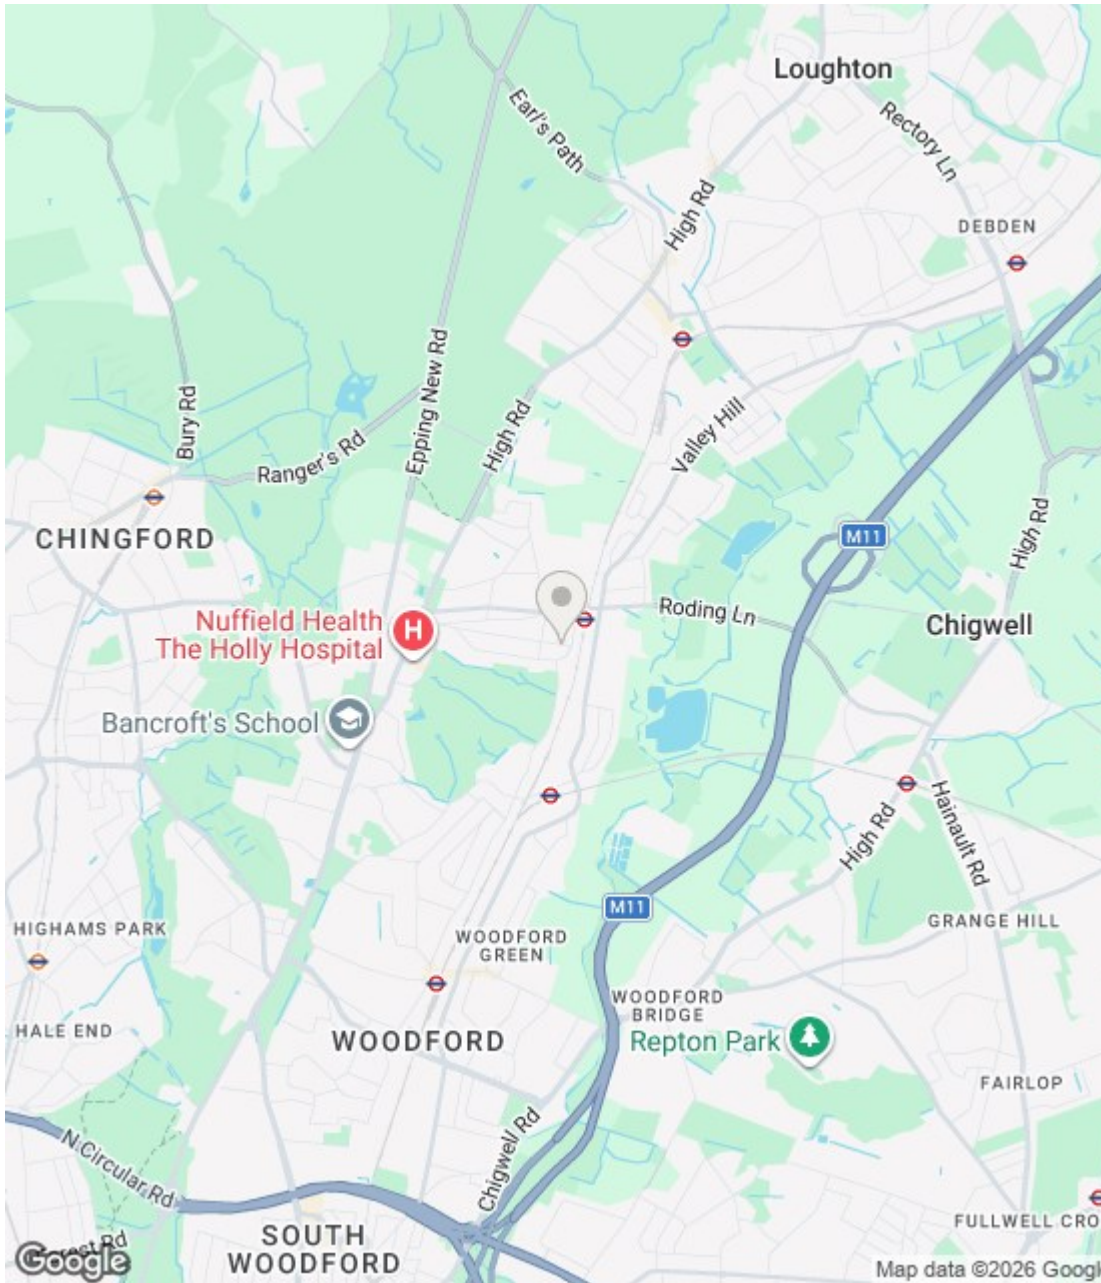 Loughton
Earl's Path
Rectory Ln
High Rd
DEBDEN
Epping New Rd
Bury Rd
High Rd
Valley Hill
Ranger's Rd
CHINGFORD
M11
High Rd
Nuffield Health
The Holly Hospital
H
Roding Ln
Chigwell
Bancroft's School
High Rd
Hainault Rd
M11
HIGHAMS PARK
WOODFORD
GREEN
GRANGE HILL
WOODFORD
BRIDGE
HALE END
WOODFORD
Repton Park
FAIRLOP
N Circular Rd
Chigwell Rd
SOUTH
WOODFORD
FULLWELL CRO
Rd
Google
Map data ©2026 Googl